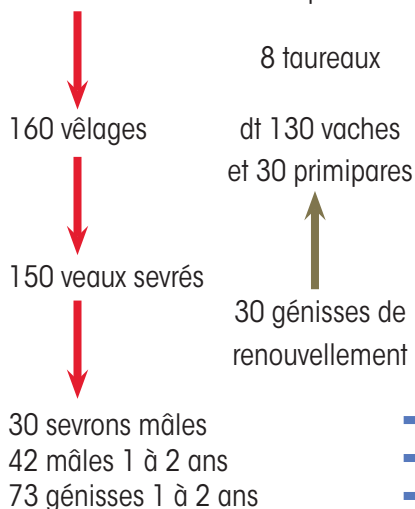 8 taureaux
160 vêlages
dt 130 vaches
et 30 primipares
150 veaux sevrés
30 génisses de
renouvellement
30 sevrons mâles
42 mâles 1 à 2 ans
73 génisses 1 à 2 ans